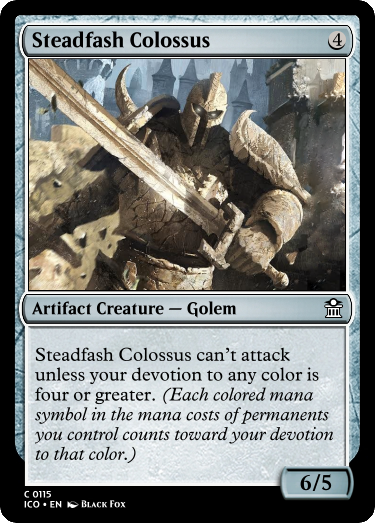 Steadfash Colossus 4
Artifact Creature — Golem
Steadfash Colossus can't attack
unless your devotion to any color is
four or greater. (Each colored mana
symbol in the mana costs of permanents
you control counts toward your devotion
to that color.)
6/5
C 0115
ICO • EN Black Fox